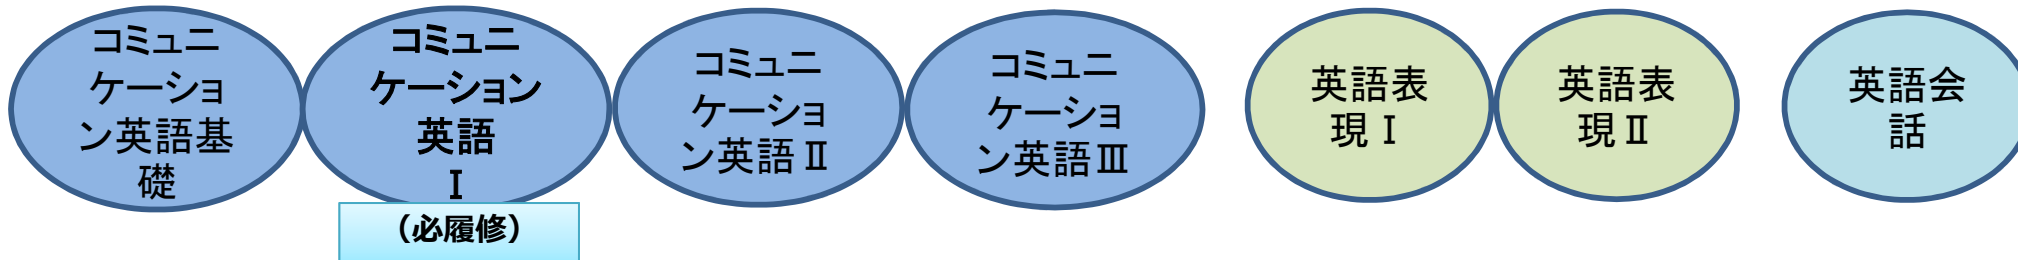 コミュニ
ケーショ
ン英語基
礎
コミュニ
ケーション
英語
Ⅰ
（必履修）
コミュニ
ケーショ
ン英語Ⅱ
コミュニ
ケーショ
ン英語Ⅲ
英語表
現Ⅰ
英語表
現Ⅱ
英語会
話